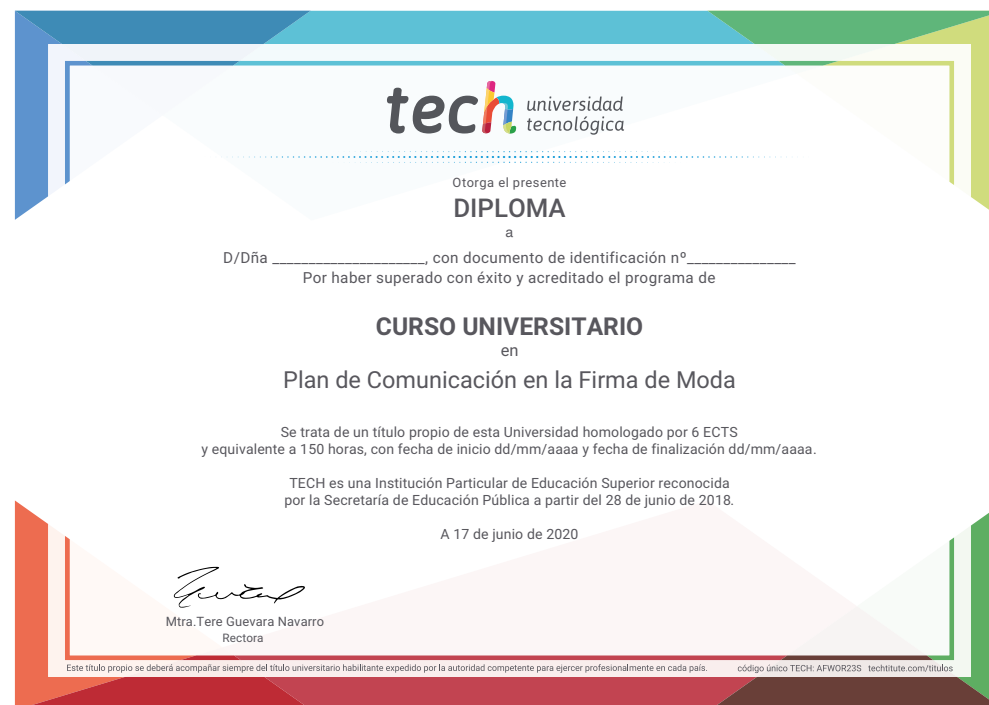 tech universidad
tecnológica
Otorga el presente
DIPLOMA
a
D/Dña _____________________, con documento de identificación nº_______________
Por haber superado con éxito y acreditado el programa de
CURSO UNIVERSITARIO
en
Plan de Comunicación en la Firma de Moda
Se trata de un título propio de esta Universidad homologado por 6 ECTS
y equivalente a 150 horas, con fecha de inicio dd/mm/aaaa y fecha de finalización dd/mm/aaaa.
TECH es una Institución Particular de Educación Superior reconocida
por la Secretaría de Educación Pública a partir del 28 de junio de 2018.
A 17 de junio de 2020
Mtra.Tere Guevara Navarro
Rectora
Este título propio se deberá acompañar siempre del título universitario habilitante expedido por la autoridad competente para ejercer profesionalmente en cada país. código único TECH: AFWOR23S techtitute.com/titulos